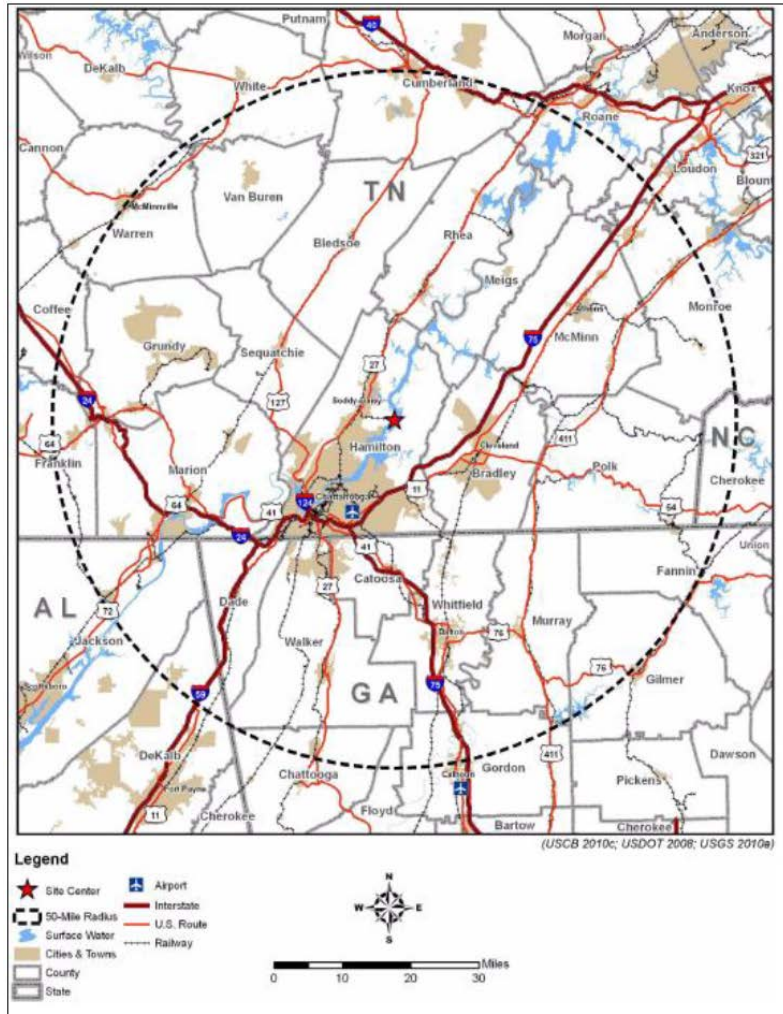 Putnam
40
Morgan
Anderson
Wilson
DeKalb
White
Cumberland
Knox
Roane
Cannon
Loudon
321
Blount
McMinnville
Van Buren
T N
Warren
Bledsoe
Rhea
Meigs
Monroe
Coffee
Athens
McMinn
Grundy
Sequatchie
75
27
24
127
Soddy-Daisy
64
Franklin
Hamilton
Cleveland
411
N C
Marion
Bradley
Polk
Cherokee
11
64
Chattanooga
124
41
64
24
41
Union
Catoosa
Fannin
Dade
27
A L
72
Whitfield
Murray
Jackson
Walker
Dalton
76
76
Scottsboro
G A
75
Gilmer
59
DeKalb
411
Dawson
Chattooga
Calhoun
Gordon
Pickens
Fort Payne
11
Cherokee
Floyd
Bartow
Cherokee
(USCB 2010c; USDOT 2008; USGS 2010a)
Legend
Site Center
50-Mile Radius
Surface Water
Cities & Towns
County
State
Airport
Interstate
U.S. Route
Railway
N
W E
S
Miles
0 10 20 30